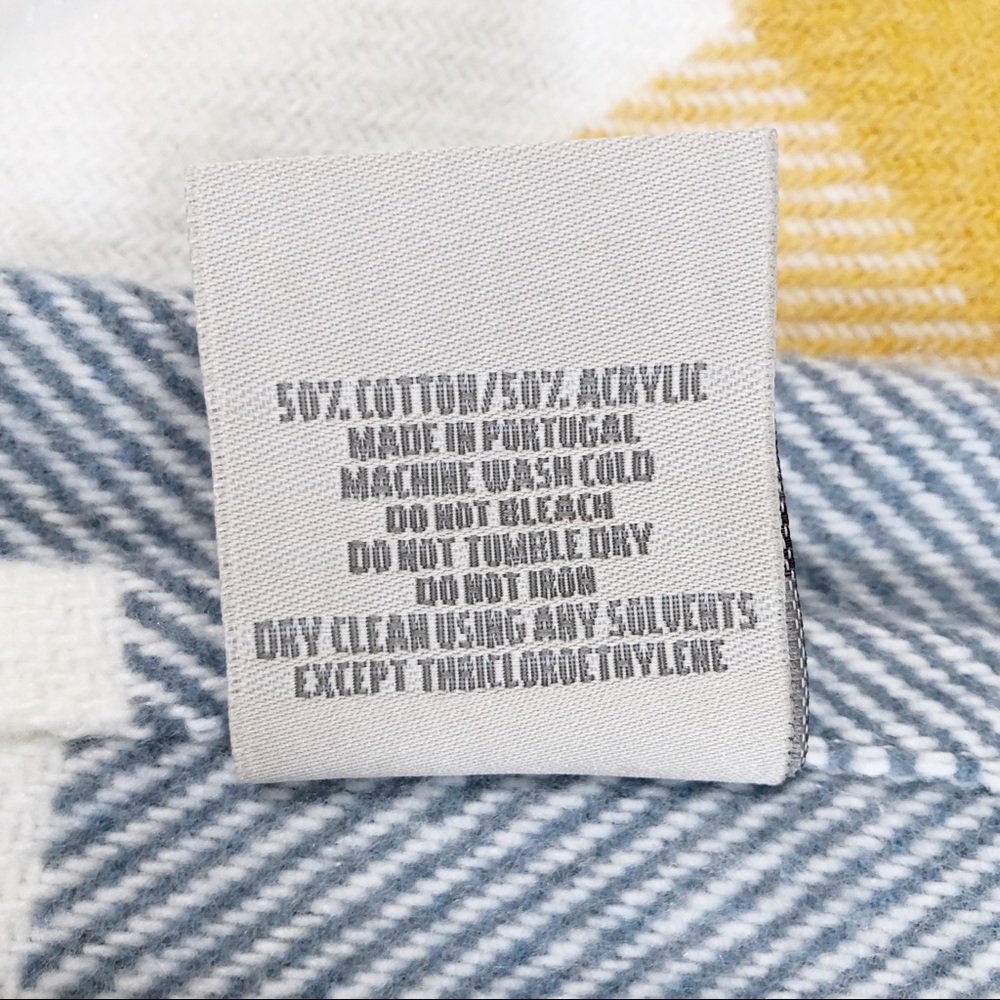 50% COTTON/50% ACRYLIC
MADE IN PORTUGAL
MACHINE WASH COLD
DO NOT BLEACH
DO NOT TUMBLE DRY
DO NOT IRON
DRY CLEAN USING ANY SOLVENTS
EXCEPT THRICLLOROETHYLENE